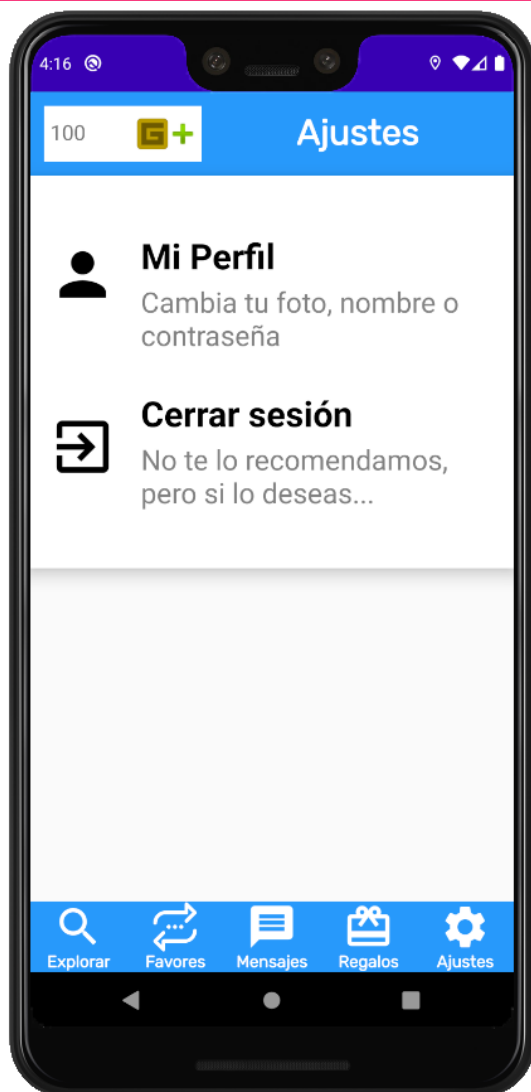 4:16
100 G+
Ajustes
Mi Perfil
Cambia tu foto, nombre o
contraseña
Cerrar sesión
No te lo recomendamos,
pero si lo deseas...
Explorar Favores Mensajes Regalos Ajustes